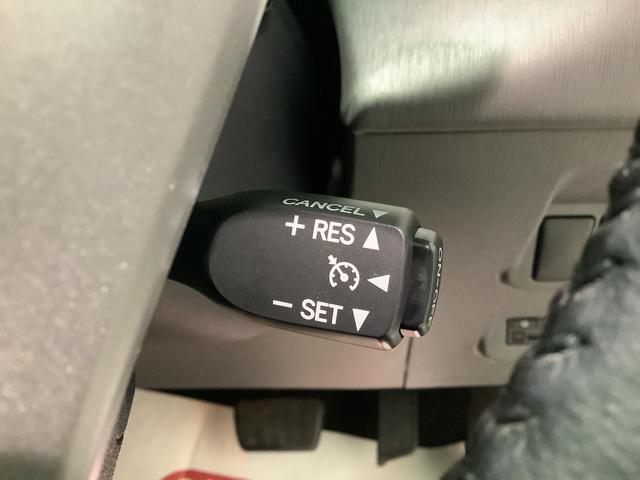 CANCEL ▼
+ RES ▲
◀
− SET ▼
ON·OFF